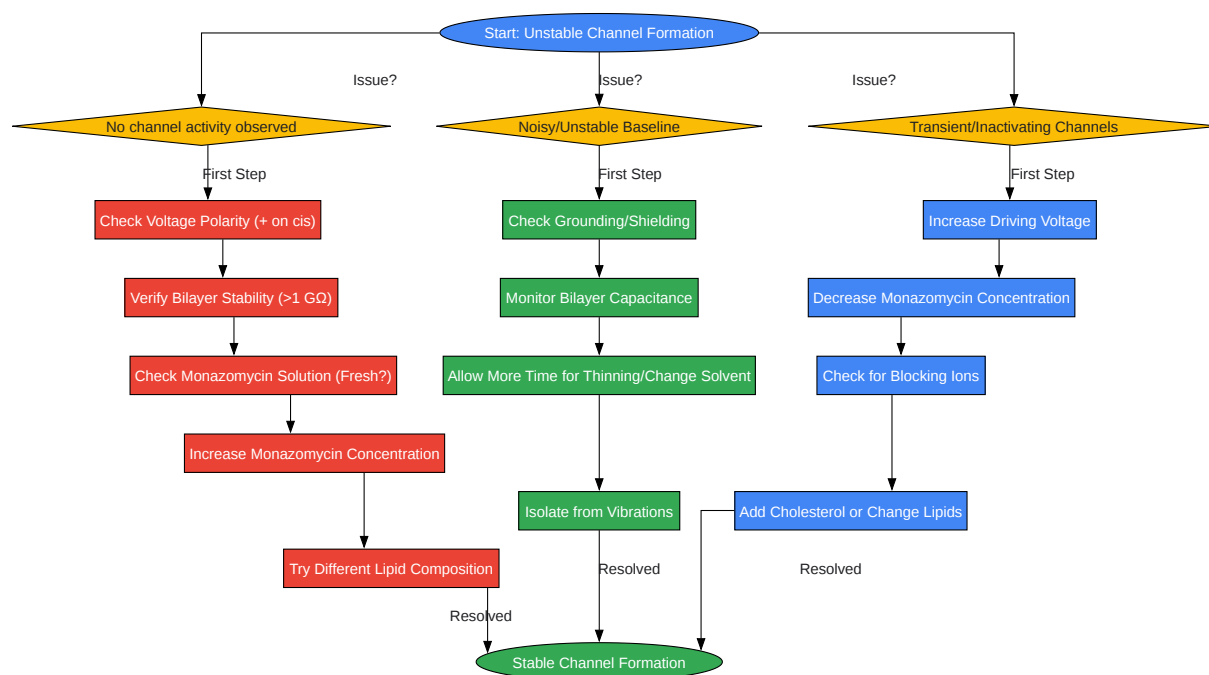 Start: Unstable Channel Formation
Issue?
Issue?
Issue?
No channel activity observed
Noisy/Unstable Baseline
Transient/Inactivating Channels
First Step
First Step
First Step
Check Voltage Polarity (+ on cis)
Check Grounding/Shielding
Increase Driving Voltage
Verify Bilayer Stability (>1 GΩ)
Monitor Bilayer Capacitance
Decrease Monazomycin Concentration
Check Monazomycin Solution (Fresh?)
Allow More Time for Thinning/Change Solvent
Check for Blocking Ions
Increase Monazomycin Concentration
Isolate from Vibrations
Add Cholesterol or Change Lipids
Try Different Lipid Composition
Resolved
Resolved
Resolved
Stable Channel Formation